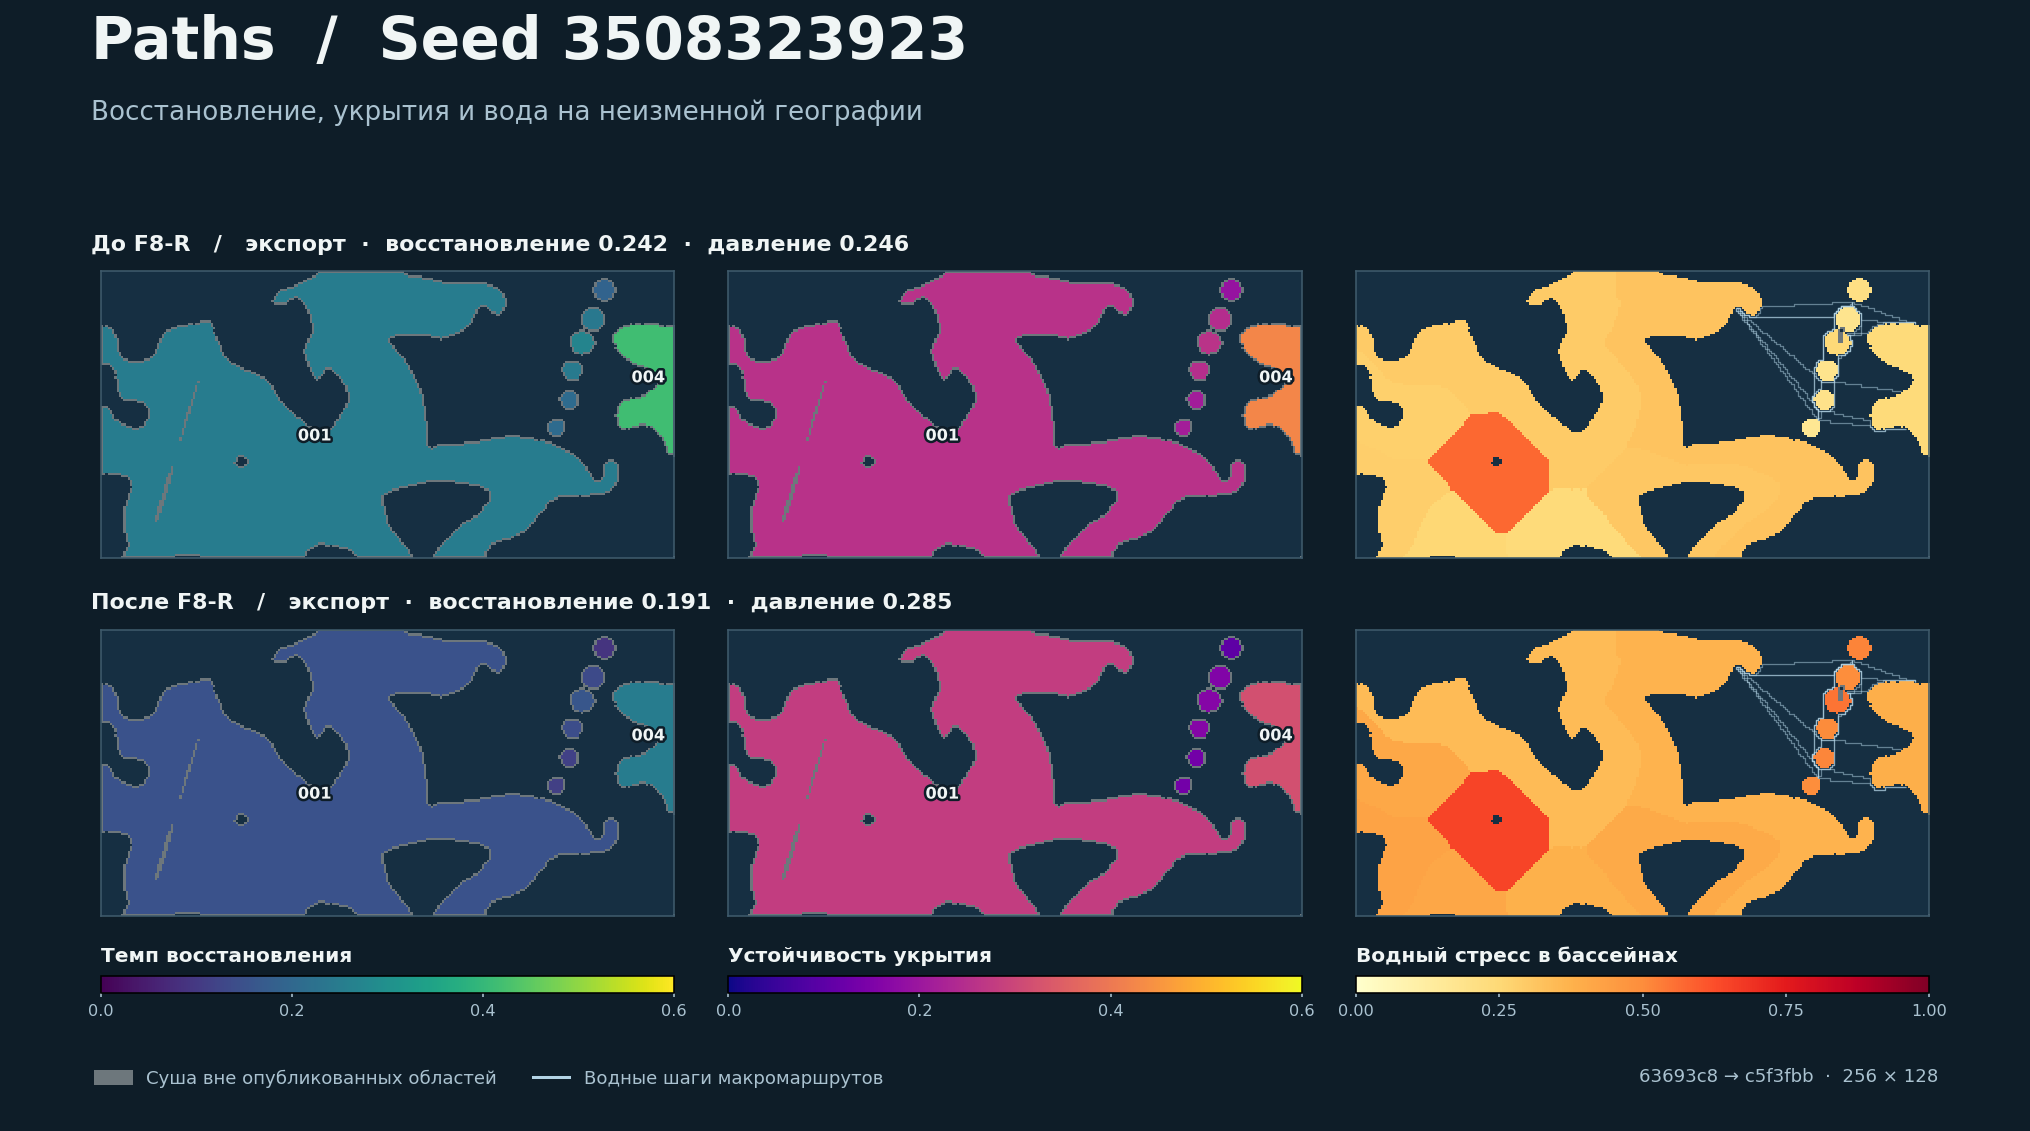 Paths / Seed 3508323923
Восстановление, укрытия и вода на неизменной географии
До F8-R / экспорт · восстановление 0.242 · давление 0.246
004
001
004
001
После F8-R / экспорт · восстановление 0.191 · давление 0.285
004
001
004
001
Темп восстановления
0.0 0.2 0.4 0.6
Устойчивость укрытия
0.0 0.2 0.4 0.6
Водный стресс в бассейнах
0.00 0.25 0.50 0.75 1.00
Суша вне опубликованных областей
Водные шаги макромаршрутов
63693c8 → c5f3fbb · 256 × 128